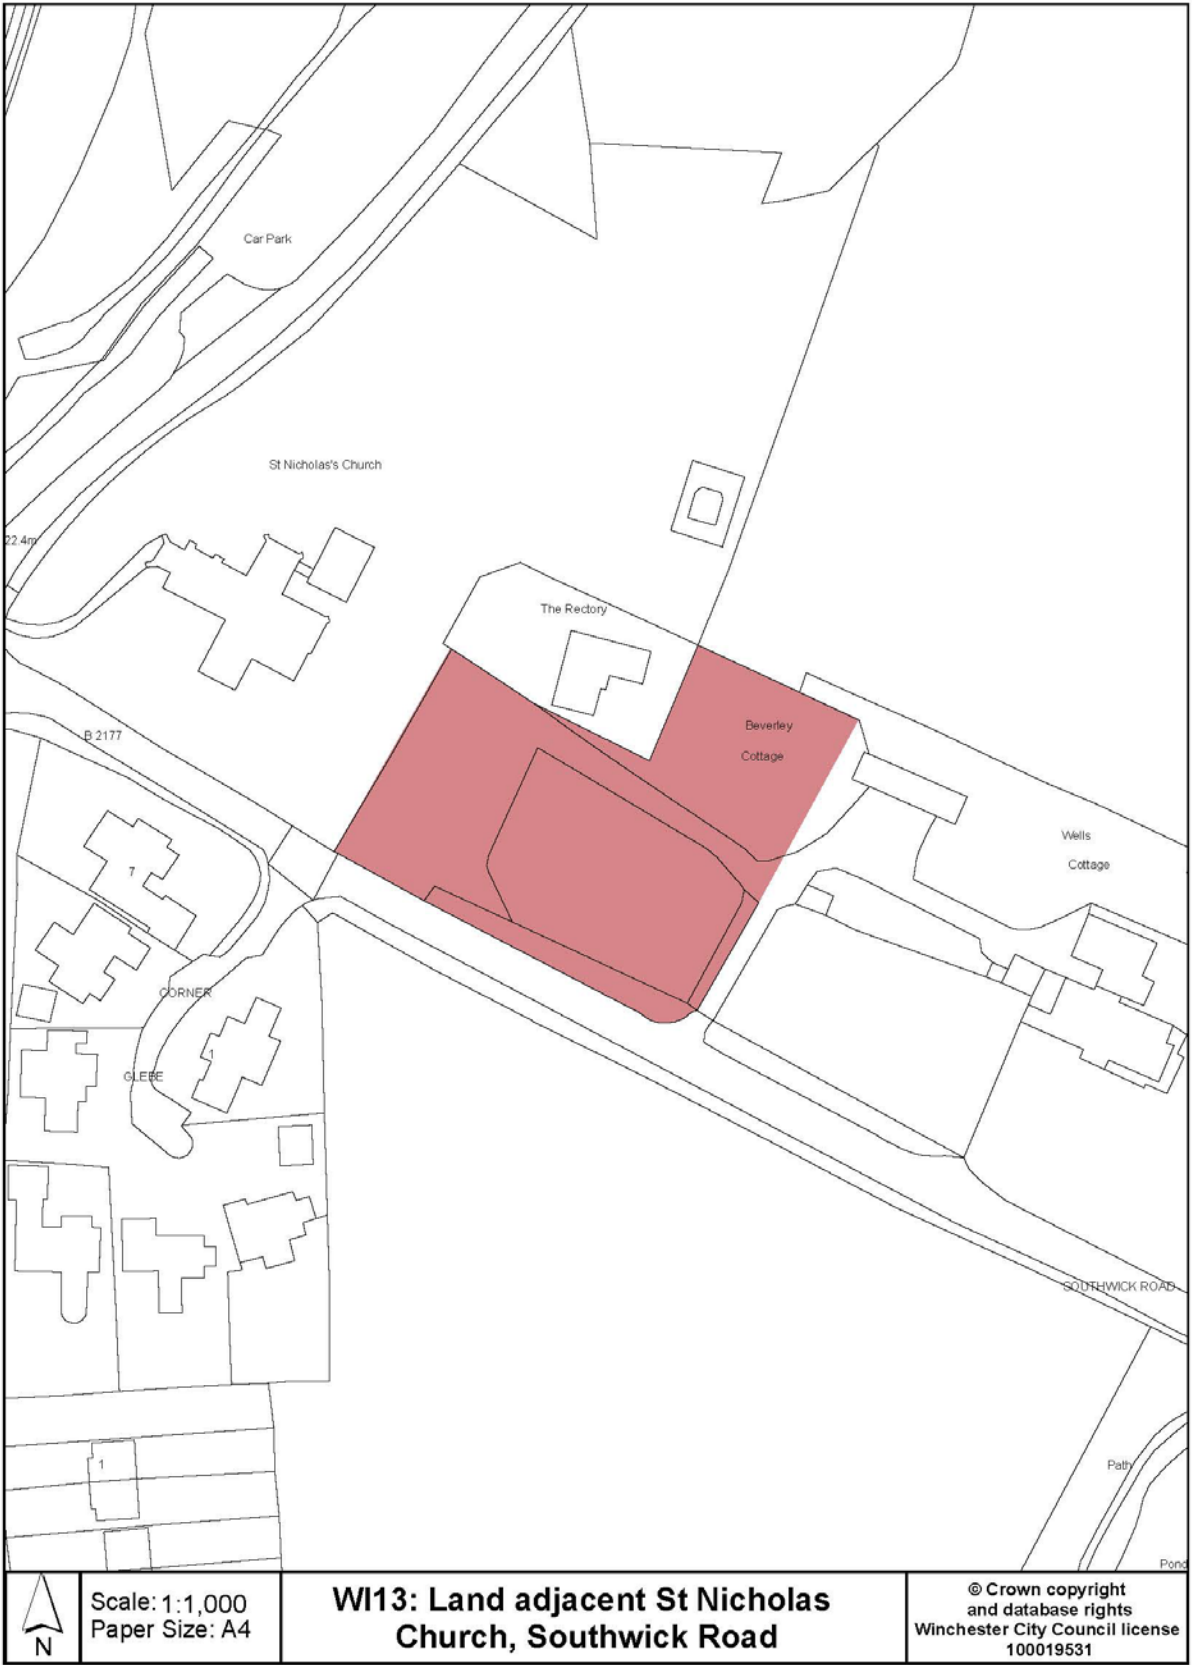 Car Park
St Nicholas's Church
22.4m
The Rectory
Beverley
Cottage
B 2177
Wells
Cottage
7
CORNER
1
GLEBE
SOUTHWICK ROAD
1
Path
Pond
N
Scale: 1:1,000
Paper Size: A4
WI13: Land adjacent St Nicholas
Church, Southwick Road
© Crown copyright
and database rights
Winchester City Council license
100019531